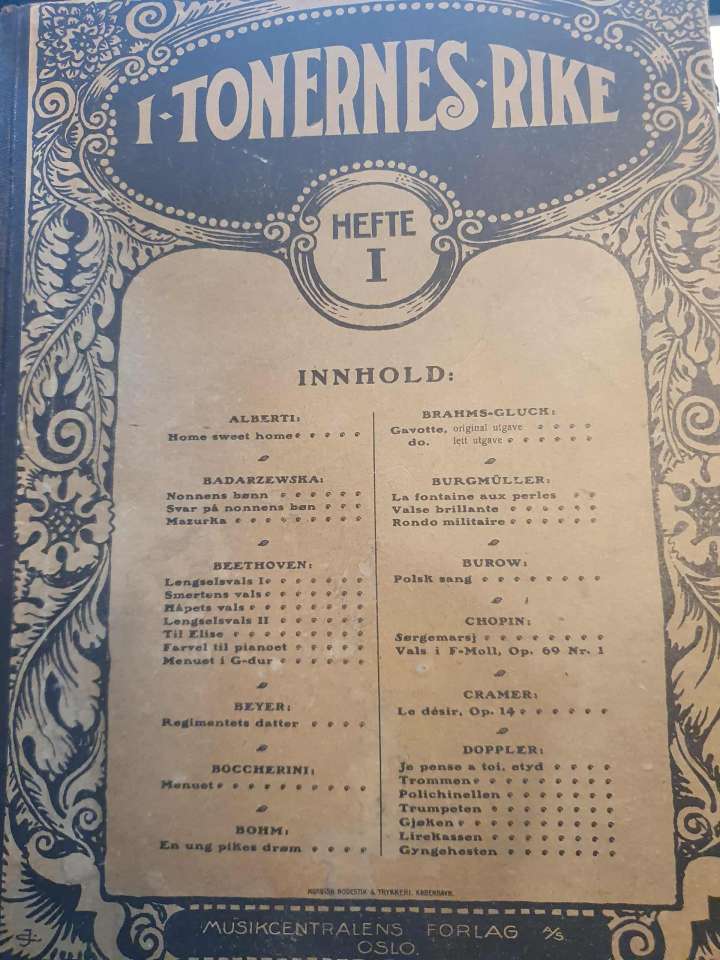 I·TONERNES·RIKE
HEFTE
I
INNHOLD:
ALBERTI:
Home sweet home
BADARZEWSKA:
Nonnens bønn
Svar på nonnens bøn
Mazurka
BEETHOVEN:
Lengselsvals I
Smertens vals
Håpets vals
Lengselsvals II
Til Elise
Farvel til pianoet
Menuet i G-dur
BEYER:
Regimentets datter
BOCCHERINI:
Menuet
BOHM:
En ung pikes drøm
BRAHMS-GLUCK:
Gavotte, original utgave
do. lett utgave
BURGMÜLLER:
La fontaine aux perles
Valse brillante
Rondo militaire
BUROW:
Polsk sang
CHOPIN:
Sørgemarsj
Vals i F-Moll, Op. 69 Nr. 1
CRAMER:
Le désir, Op. 14
DOPPLER:
Je pense a toi, etyd
Trommen
Polichinellen
Trumpeten
Gjøken
Lirekassen
Gyngehesten
NORDISK NODESTIK & TRYKKERI, KØBENHAVN.
MUSIKCENTRALENS FORLAG A/S
OSLO.